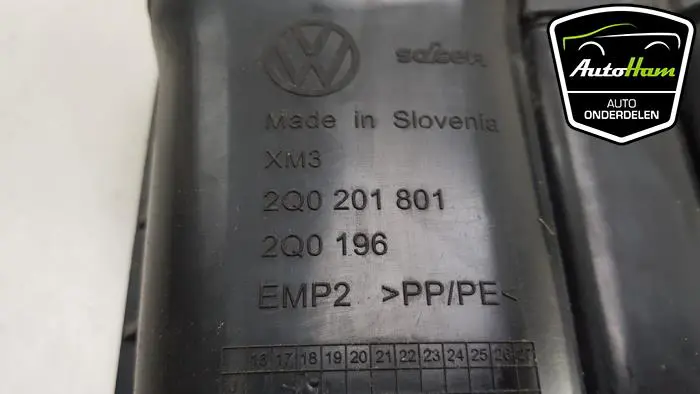 VW
AutoHam
AUTO
ONDERDELEN
Made in Slovenia
XM3
2Q0 201 801
2Q0 196
EMP2 >PP/PE<
16 17 18 19 20 21 22 23 24 25 26 27